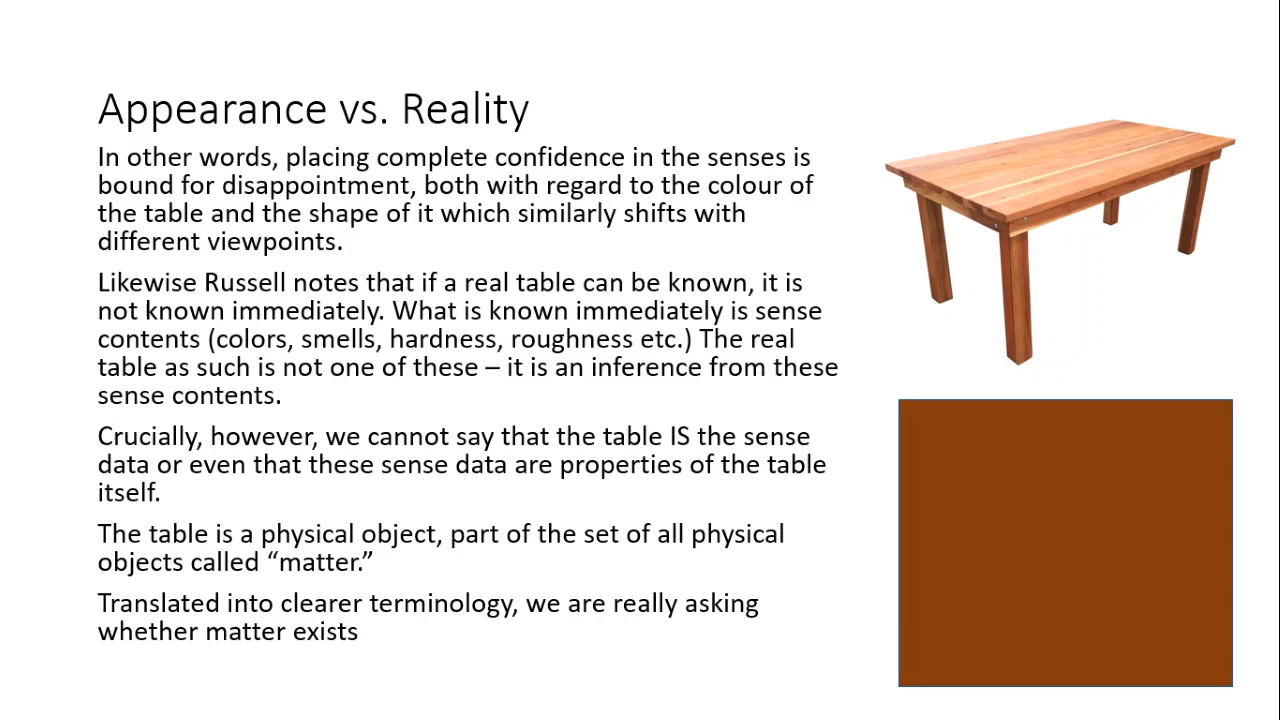 Appearance vs. Reality
In other words, placing complete confidence in the senses is
bound for disappointment, both with regard to the colour of
the table and the shape of it which similarly shifts with
different viewpoints.
Likewise Russell notes that if a real table can be known, it is
not known immediately. What is known immediately is sense
contents (colors, smells, hardness, roughness etc.) The real
table as such is not one of these – it is an inference from these
sense contents.
Crucially, however, we cannot say that the table IS the sense
data or even that these sense data are properties of the table
itself.
The table is a physical object, part of the set of all physical
objects called “matter.”
Translated into clearer terminology, we are really asking
whether matter exists